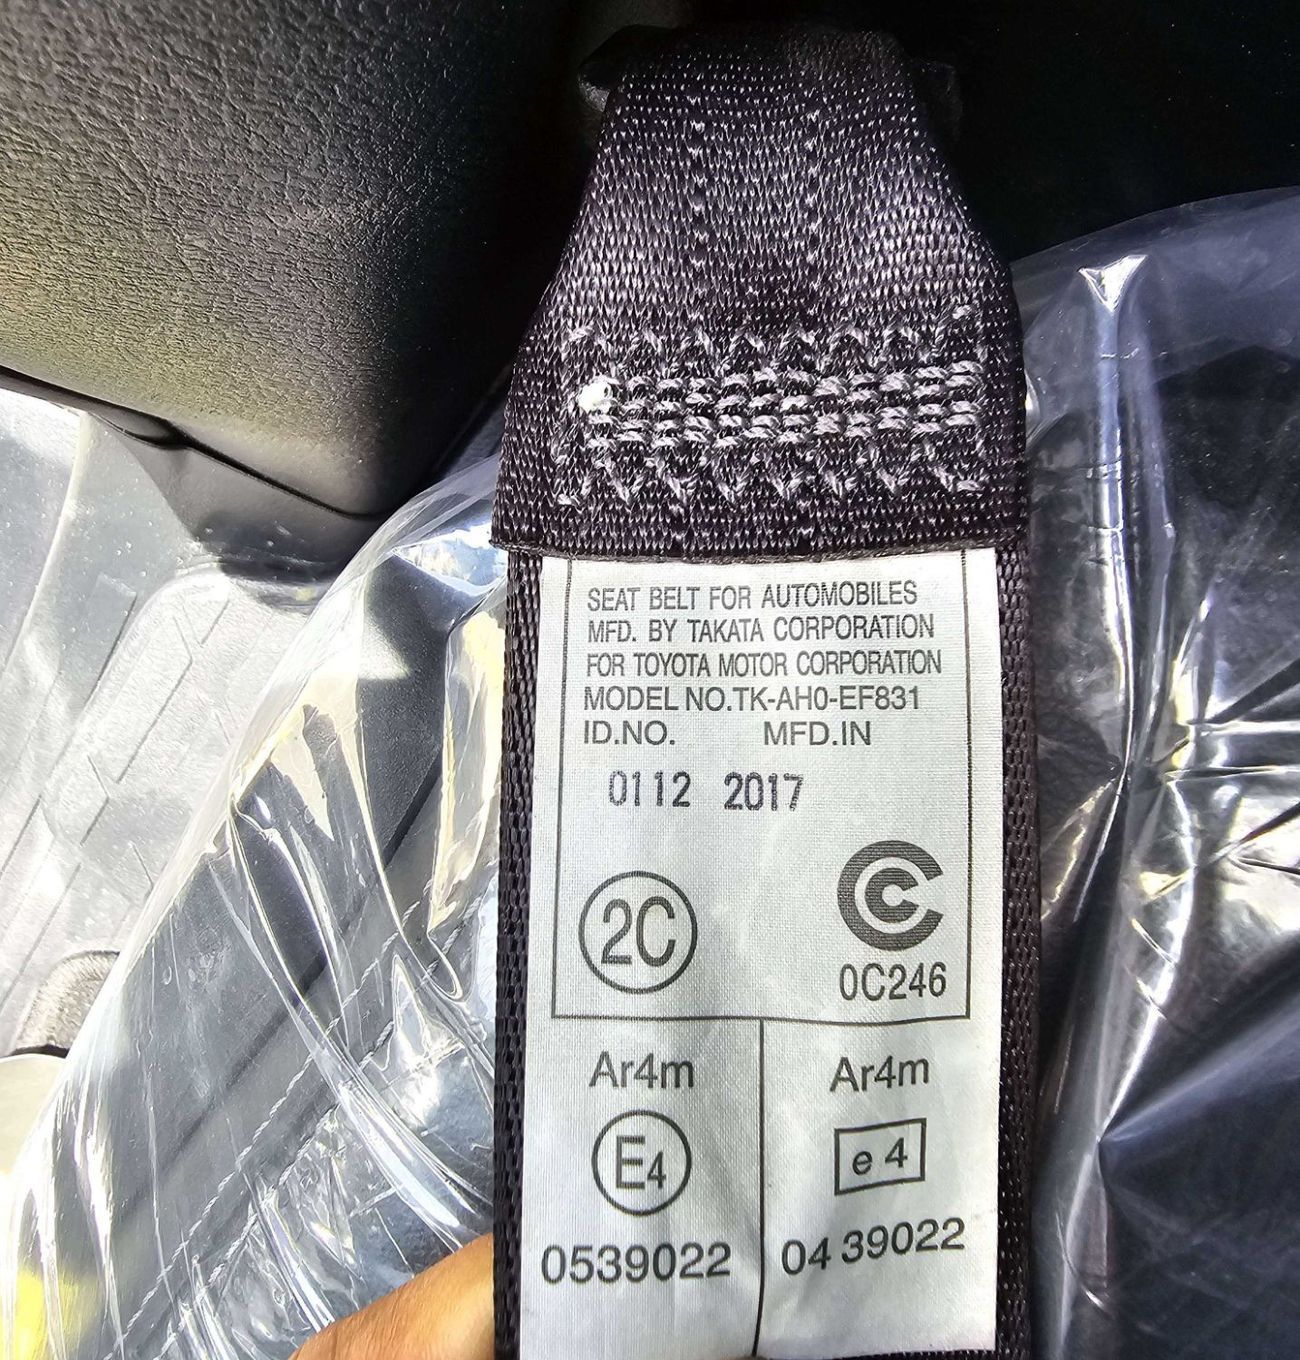 SEAT BELT FOR AUTOMOBILES
MFD. BY TAKATA CORPORATION
FOR TOYOTA MOTOR CORPORATION
MODEL NO.TK-AH0-EF831
ID.NO. MFD.IN
0112 2017
2C
0C246
Ar4m Ar4m
E4 e 4
0539022 04 39022